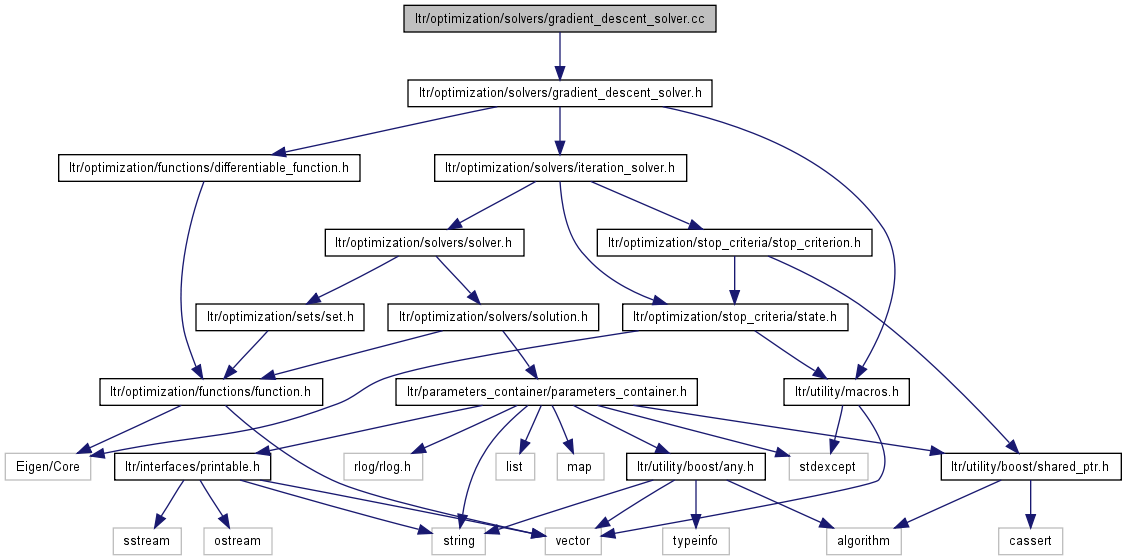 ltr/optimization/solvers/gradient_descent_solver.cc
ltr/optimization/solvers/gradient_descent_solver.h
ltr/optimization/functions/differentiable_function.h
ltr/optimization/solvers/iteration_solver.h
ltr/optimization/solvers/solver.h
ltr/optimization/stop_criteria/stop_criterion.h
ltr/optimization/sets/set.h
ltr/optimization/solvers/solution.h
ltr/optimization/stop_criteria/state.h
ltr/optimization/functions/function.h
ltr/parameters_container/parameters_container.h
ltr/utility/macros.h
Eigen/Core
ltr/interfaces/printable.h
rlog/rlog.h
list
map
ltr/utility/boost/any.h
stdexcept
ltr/utility/boost/shared_ptr.h
sstream
ostream
string
vector
typeinfo
algorithm
cassert